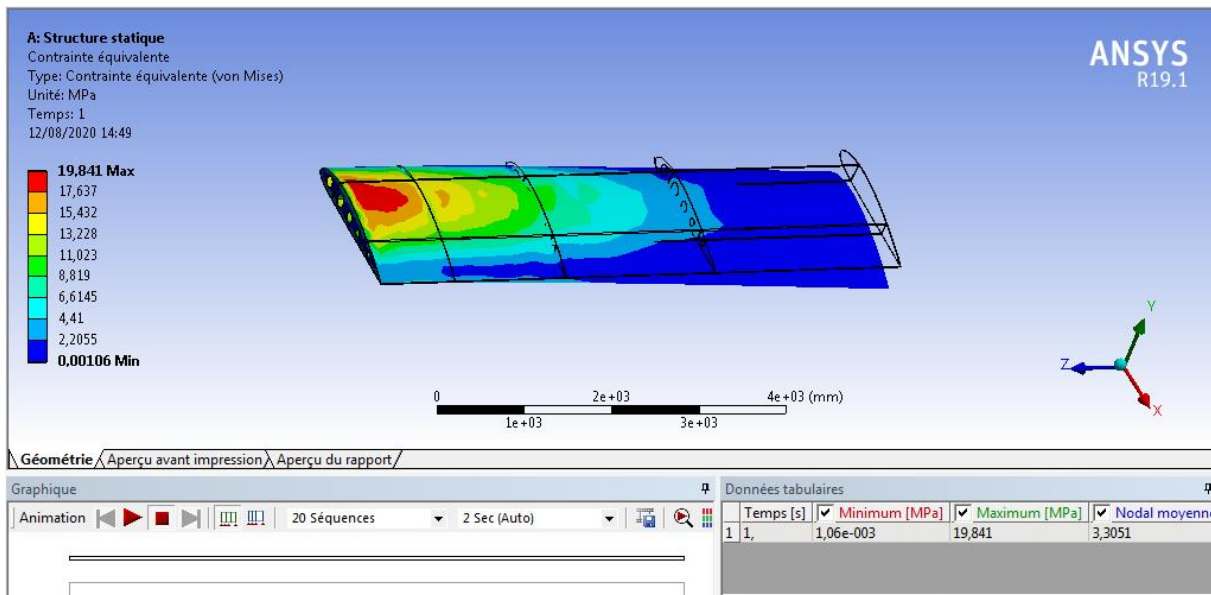 A: Structure statique
Contrainte équivalente
Type: Contrainte équivalente (von Mises)
Unité: MPa
Temps: 1
12/08/2020 14:49
ANSYS
R19.1
19,841 Max
17,637
15,432
13,228
11,023
8,819
6,6145
4,41
2,2055
0,00106 Min
Y
Z
X
0 2e+03 4e+03 (mm)
1e+03 3e+03
Géométrie Aperçu avant impression Aperçu du rapport
Graphique
Animation 20 Séquences 2 Sec (Auto)
Données tabulaires
Temps [s] Minimum [MPa] Maximum [MPa] Nodal moyenn
1 1, 1,06e-003 19,841 3,3051